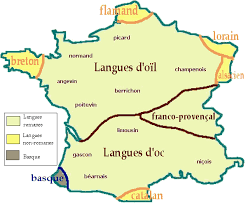 flamand
picard
lorain
normand
Langues d'oïl
champenois
alsacien
breton
angevin
berrichon
poitevin
franco-provençal
Langues romanes
Langues non-romanes
Basque
limousin
gascon
Langues d'oc
niçois
basque
béarnais
catalan